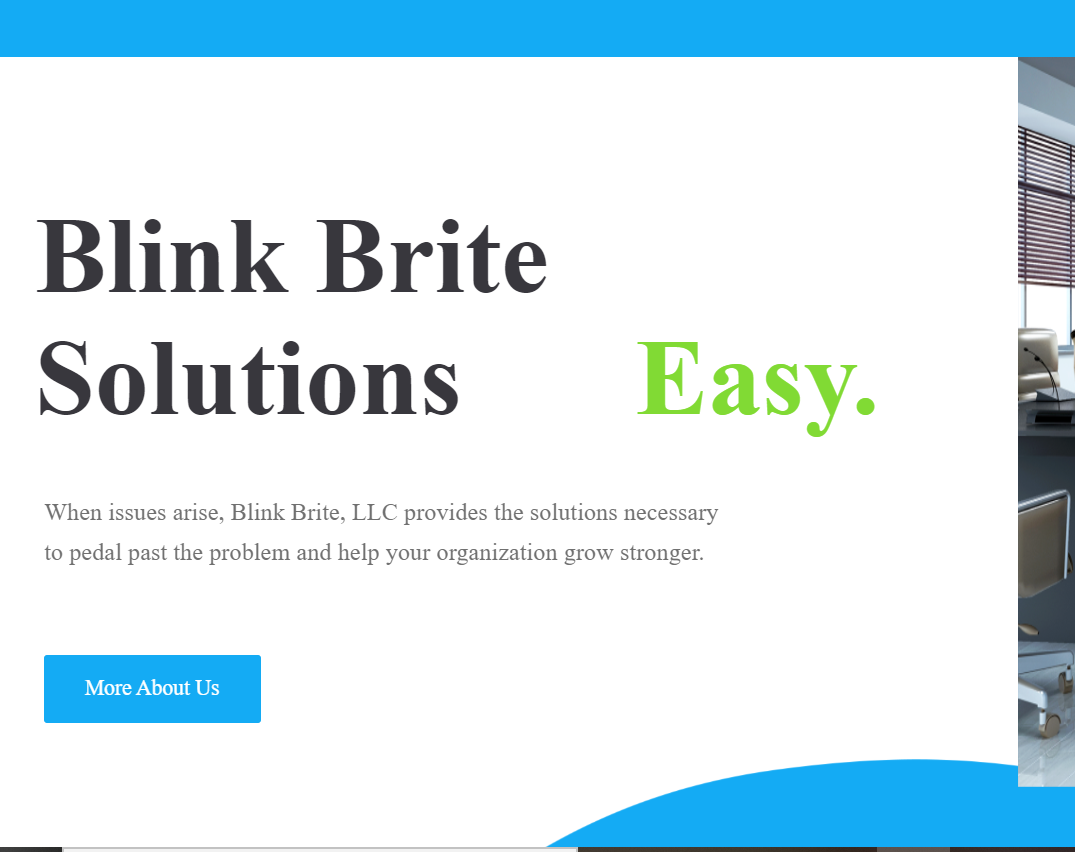 Blink Brite
Solutions Easy.
When issues arise, Blink Brite, LLC provides the solutions necessary
to pedal past the problem and help your organization grow stronger.
More About Us